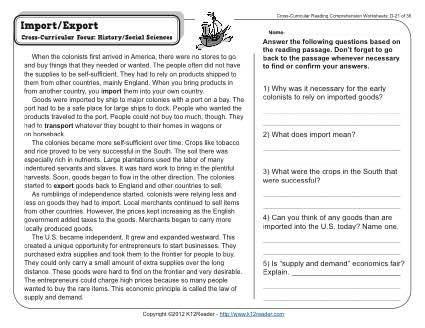 Cross-Curricular Reading Comprehension Worksheets: D-21 of 36
Import/Export
Cross-Curricular Focus: History/Social Sciences
Name:
When the colonists first arrived in America, there were no stores to go
and buy things that they needed or wanted. The people often did not have
the supplies to be self-sufficient. They had to rely on products shipped to
them from other countries, mainly England. When you bring products in
from another country, you import them into your own country.
Goods were imported by ship to major colonies with a port on a bay. The
port had to be a safe place for large ships to dock. People who wanted the
products traveled to the port. People could not buy too much, though. They
had to transport whatever they bought to their homes in wagons or
on horseback.
The colonies became more self-sufficient over time. Crops like tobacco
and rice proved to be very successful in the South. The soil there was
especially rich in nutrients. Large plantations used the labor of many
indentured servants and slaves. It was hard work to bring in the plentiful
harvests. Soon, goods began to flow in the other direction. The colonies
started to export goods back to England and other countries to sell.
As rumblings of independence started, colonists were relying less and
less on goods they had to import. Local merchants continued to sell items
from other countries. However, the prices kept increasing as the English
government added taxes to the goods. Merchants began to carry more
locally produced goods.
The U.S. became independent. It grew and expanded westward. This
created a unique opportunity for entrepreneurs to start businesses. They
purchased extra supplies and took them to the frontier for people to buy.
They could only carry a small amount of extra supplies over the long
distance. These goods were hard to find on the frontier and very desirable.
The entrepreneurs could charge high prices because so many people
wanted to buy the rare items. This economic principle is called the law of
supply and demand.
Answer the following questions based on
the reading passage. Don't forget to go
back to the passage whenever necessary
to find or confirm your answers.
1) Why was it necessary for the early
colonists to rely on imported goods?
2) What does import mean?
3) What were the crops in the South that
were successful?
4) Can you think of any goods than are
imported into the U.S. today? Name one.
5) Is "supply and demand" economics fair?
Explain.
Copyright ©2012 K12Reader - http://www.k12reader.com